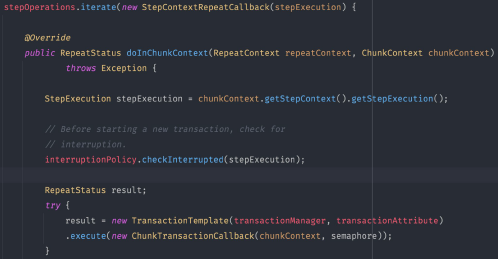 stepOperations.iterate(new StepContextRepeatCallback(stepExecution) {
@Override
public RepeatStatus doInChunkContext(RepeatContext repeatContext, ChunkContext chunkContext)
throws Exception {
StepExecution stepExecution = chunkContext.getStepContext().getStepExecution();
// Before starting a new transaction, check for
// interruption.
interruptionPolicy.checkInterrupted(stepExecution);
RepeatStatus result;
try {
result = new TransactionTemplate(transactionManager, transactionAttribute)
.execute(new ChunkTransactionCallback(chunkContext, semaphore));
}